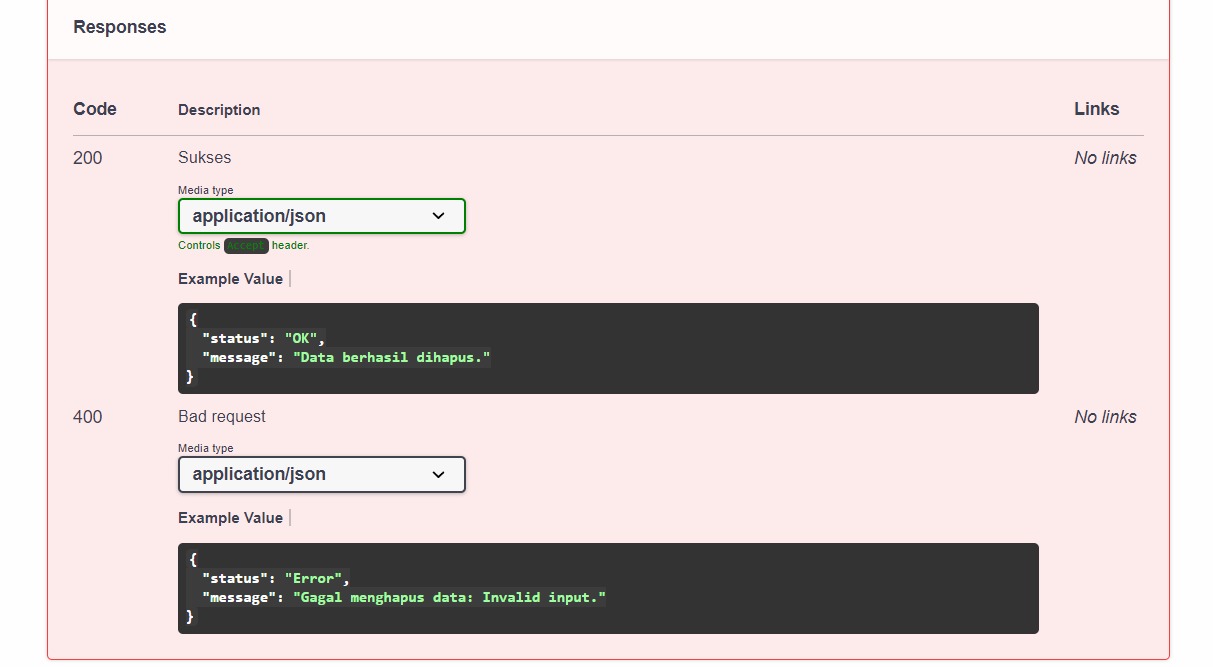 Responses
Code Description Links
200 Sukses No links
Media type
application/json
Controls Accept header.
Example Value
{
"status": "OK",
"message": "Data berhasil dihapus."
}
400 Bad request No links
Media type
application/json
Example Value
{
"status": "Error",
"message": "Gagal menghapus data: Invalid input."
}